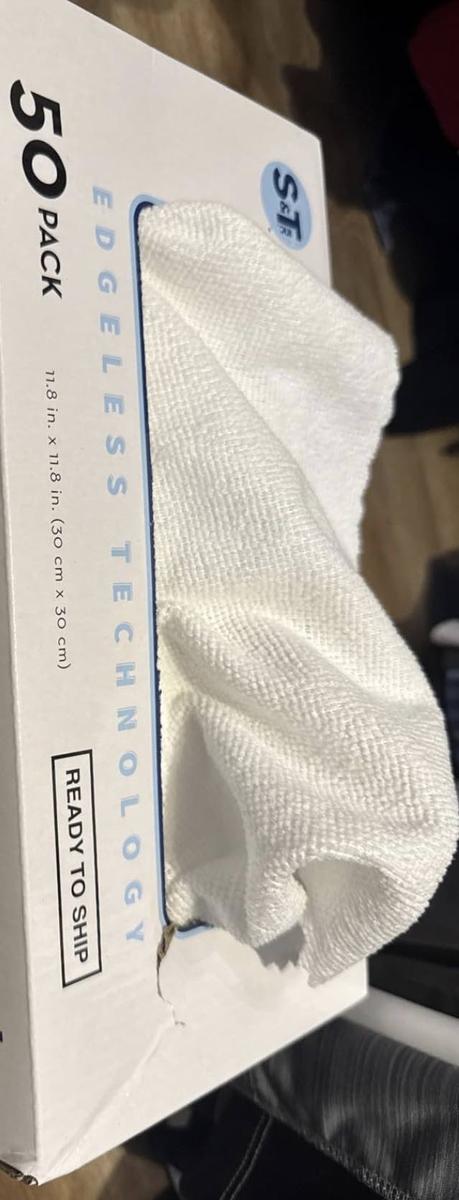 S&T
EDGELESS TECHNOLOGY
50 PACK
11.8 in. x 11.8 in. (30 cm x 30 cm)
READY TO SHIP